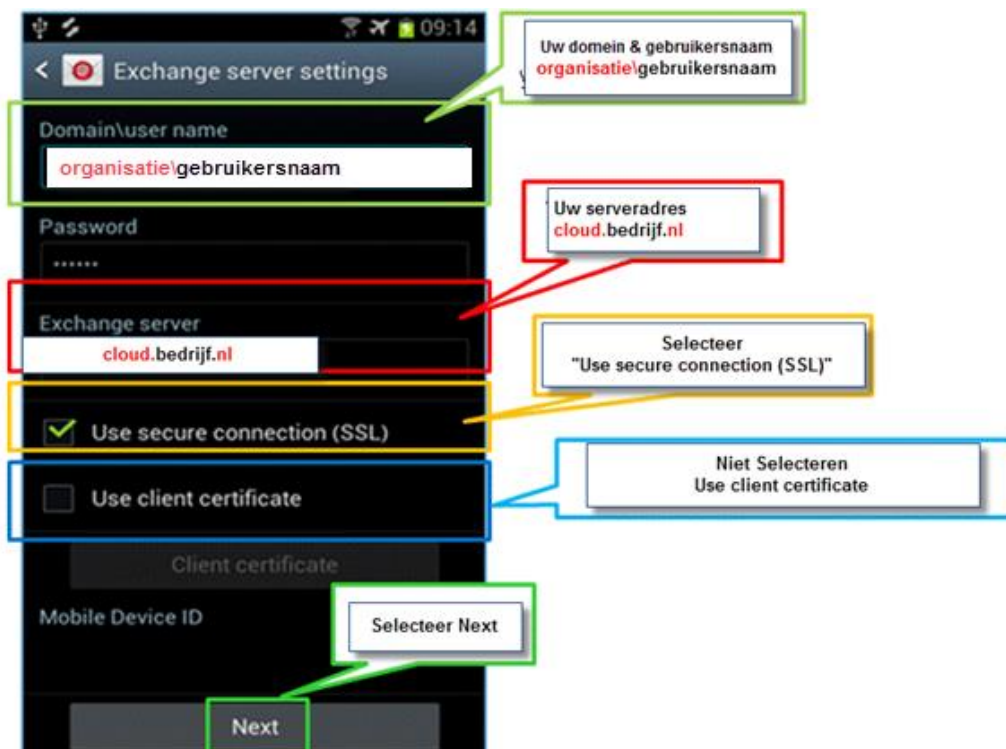 09:14
< Exchange server settings
Uw domein & gebruikersnaam
organisatie\gebruikersnaam
Domain\user name
organisatie\gebruikersnaam
Password
••••••
Uw serveradres
cloud.bedrijf.nl
Exchange server
cloud.bedrijf.nl
Selecteer
"Use secure connection (SSL)"
Use secure connection (SSL)
Niet Selecteren
Use client certificate
Use client certificate
Client certificate
Mobile Device ID
Selecteer Next
Next